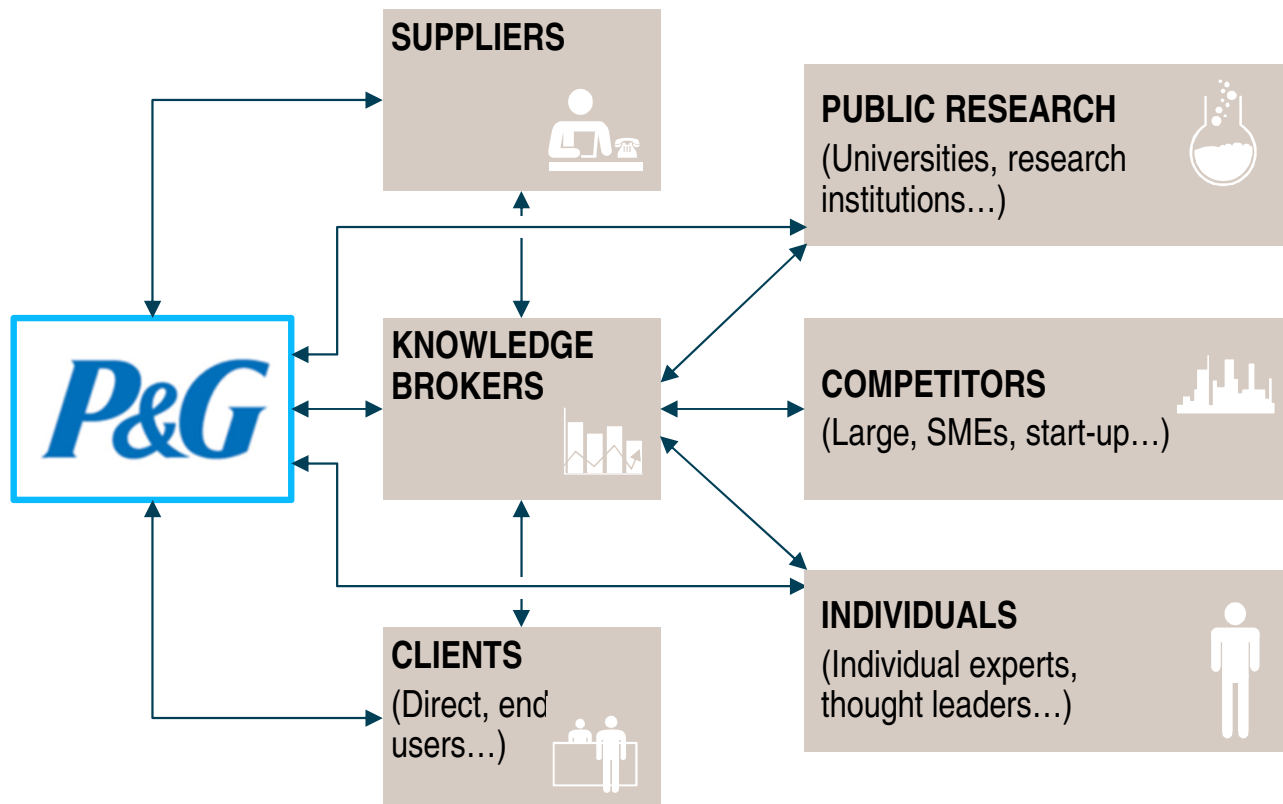 SUPPLIERS
PUBLIC RESEARCH
(Universities, research
institutions…)
P&G
KNOWLEDGE
BROKERS
COMPETITORS
(Large, SMEs, start-up…)
INDIVIDUALS
(Individual experts,
thought leaders…)
CLIENTS
(Direct, end
users…)